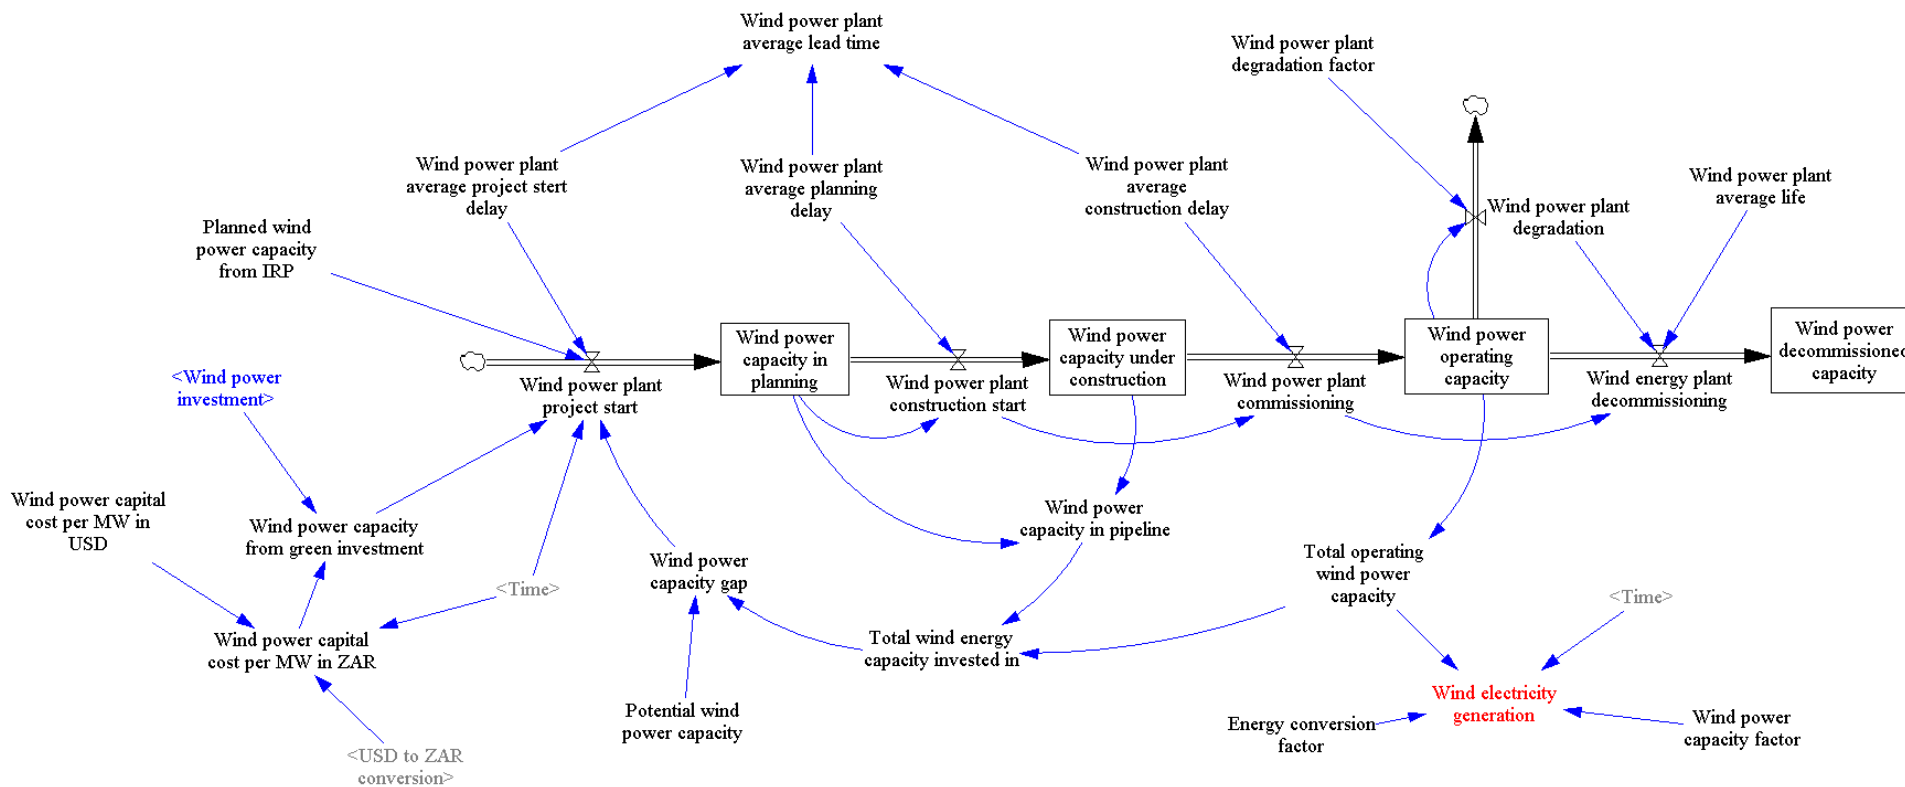 Wind power plant
average lead time
Wind power plant
degradation factor
Wind power plant
average project stert
delay
Wind power plant
average planning
delay
Wind power plant
average
construction delay
Wind power plant
degradation
Wind power plant
average life
Planned wind
power capacity
from IRP
Wind power
capacity in
planning
Wind power
capacity under
construction
Wind power
operating
capacity
Wind power
decommissioned
capacity
<Wind power
investment>
Wind power plant
project start
Wind power plant
construction start
Wind power plant
commissioning
Wind energy plant
decommissioning
Wind power capital
cost per MW in
USD
Wind power capacity
from green investment
<Time>
Wind power
capacity gap
Wind power
capacity in pipeline
Total operating
wind power
capacity
<Time>
Wind power capital
cost per MW in ZAR
Total wind energy
capacity invested in
Potential wind
power capacity
Wind electricity
generation
Energy conversion
factor
Wind power
capacity factor
<USD to ZAR
conversion>